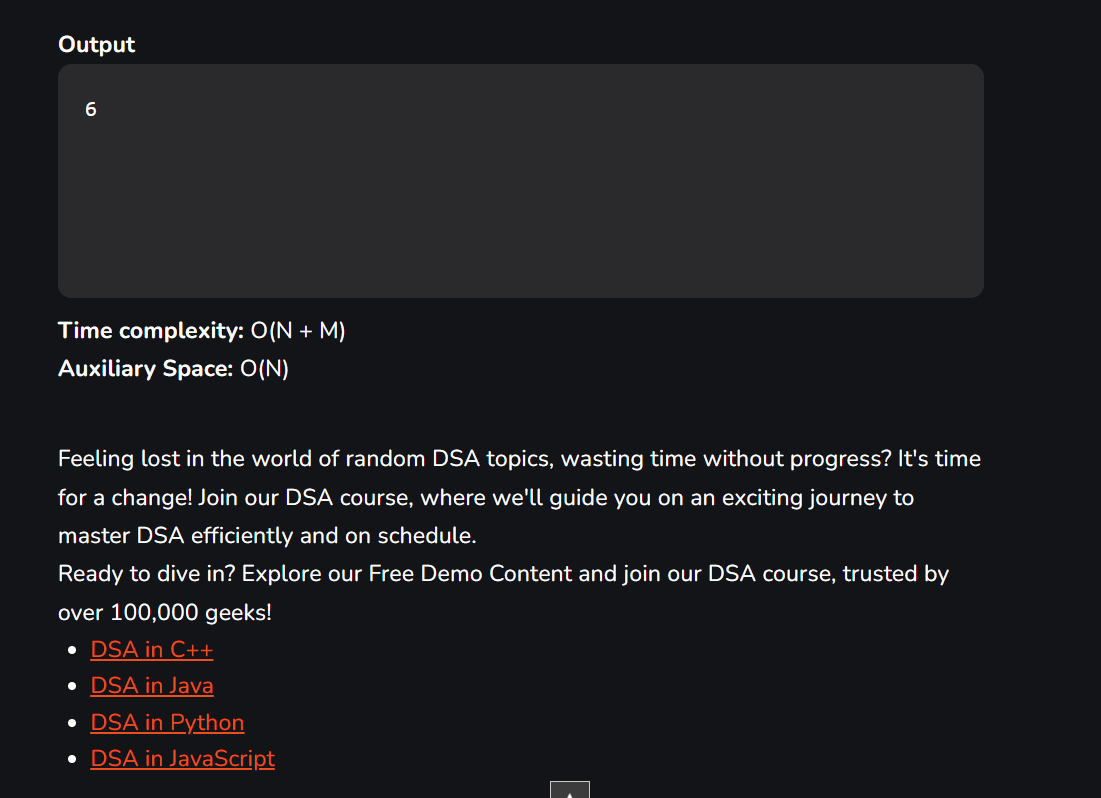 Output
6
Time complexity: O(N + M)
Auxiliary Space: O(N)
Feeling lost in the world of random DSA topics, wasting time without progress? It's time
for a change! Join our DSA course, where we'll guide you on an exciting journey to
master DSA efficiently and on schedule.
Ready to dive in? Explore our Free Demo Content and join our DSA course, trusted by
over 100,000 geeks!
DSA in C++
DSA in Java
DSA in Python
DSA in JavaScript